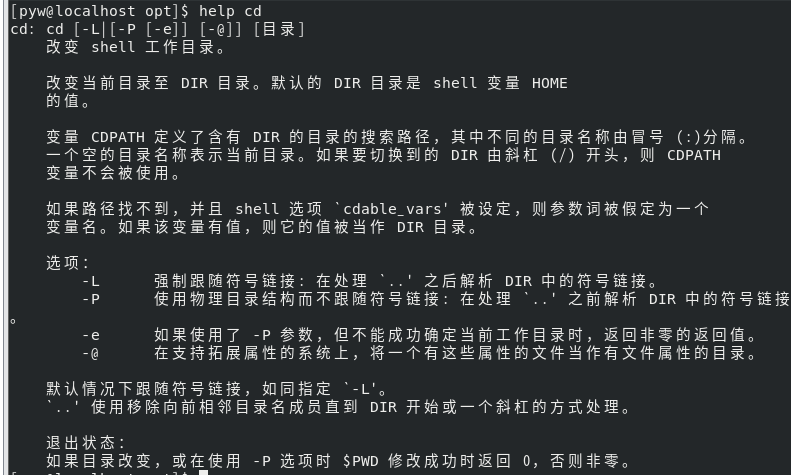 [pyw@localhost opt]$ help cd
cd: cd [-L|[-P [-e]] [-@]] [目录]
改变 shell 工作目录。
改变当前目录至 DIR 目录。默认的 DIR 目录是 shell 变量 HOME
的值。
变量 CDPATH 定义了含有 DIR 的目录的搜索路径，其中不同的目录名称由冒号 (:)分隔。
一个空的目录名称表示当前目录。如果要切换到的 DIR 由斜杠 (/) 开头，则 CDPATH
变量不会被使用。
如果路径找不到，并且 shell 选项 `cdable_vars' 被设定，则参数词被假定为一个
变量名。如果该变量有值，则它的值被当作 DIR 目录。
选项：
-L 强制跟随符号链接: 在处理 `..' 之后解析 DIR 中的符号链接。
-P 使用物理目录结构而不跟随符号链接: 在处理 `..' 之前解析 DIR 中的符号链接
。
-e 如果使用了 -P 参数，但不能成功确定当前工作目录时，返回非零的返回值。
-@ 在支持拓展属性的系统上，将一个有这些属性的文件当作有文件属性的目录。
默认情况下跟随符号链接，如同指定 `-L'。
`..' 使用移除向前相邻目录名成员直到 DIR 开始或一个斜杠的方式处理。
退出状态：
如果目录改变，或在使用 -P 选项时 $PWD 修改成功时返回 0，否则非零。